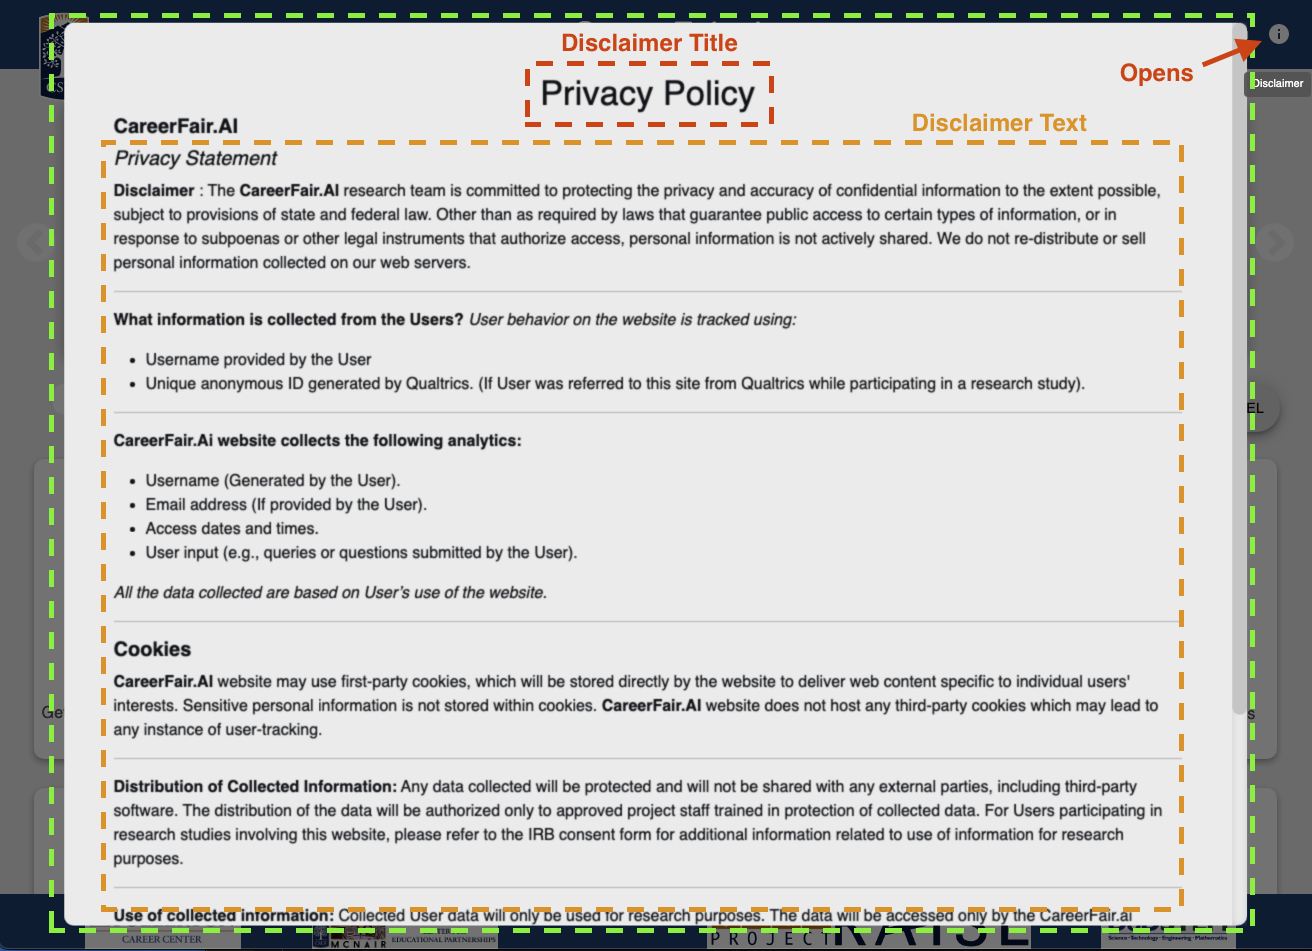 Disclaimer Title
Opens
Disclaimer
Privacy Policy
CareerFair.AI
Disclaimer Text
Privacy Statement
Disclaimer : The CareerFair.AI research team is committed to protecting the privacy and accuracy of confidential information to the extent possible,
subject to provisions of state and federal law. Other than as required by laws that guarantee public access to certain types of information, or in
response to subpoenas or other legal instruments that authorize access, personal information is not actively shared. We do not re-distribute or sell
personal information collected on our web servers.
What information is collected from the Users? User behavior on the website is tracked using:
• Username provided by the User
• Unique anonymous ID generated by Qualtrics. (If User was referred to this site from Qualtrics while participating in a research study).
EL
CareerFair.Ai website collects the following analytics:
• Username (Generated by the User).
• Email address (If provided by the User).
• Access dates and times.
• User input (e.g., queries or questions submitted by the User).
All the data collected are based on User's use of the website.
Cookies
CareerFair.AI website may use first-party cookies, which will be stored directly by the website to deliver web content specific to individual users'
interests. Sensitive personal information is not stored within cookies. CareerFair.AI website does not host any third-party cookies which may lead to
any instance of user-tracking.
Distribution of Collected Information: Any data collected will be protected and will not be shared with any external parties, including third-party
software. The distribution of the data will be authorized only to approved project staff trained in protection of collected data. For Users participating in
research studies involving this website, please refer to the IRB consent form for additional information related to use of information for research
purposes.
Use of collected information: Collected User data will only be used for research purposes. The data will be accessed only by the CareerFair.ai
CAREER CENTER
MCNAIR
EDUCATIONAL PARTNERSHIPS
PROJECT RAISE
Science • Technology • Engineering • Mathematics